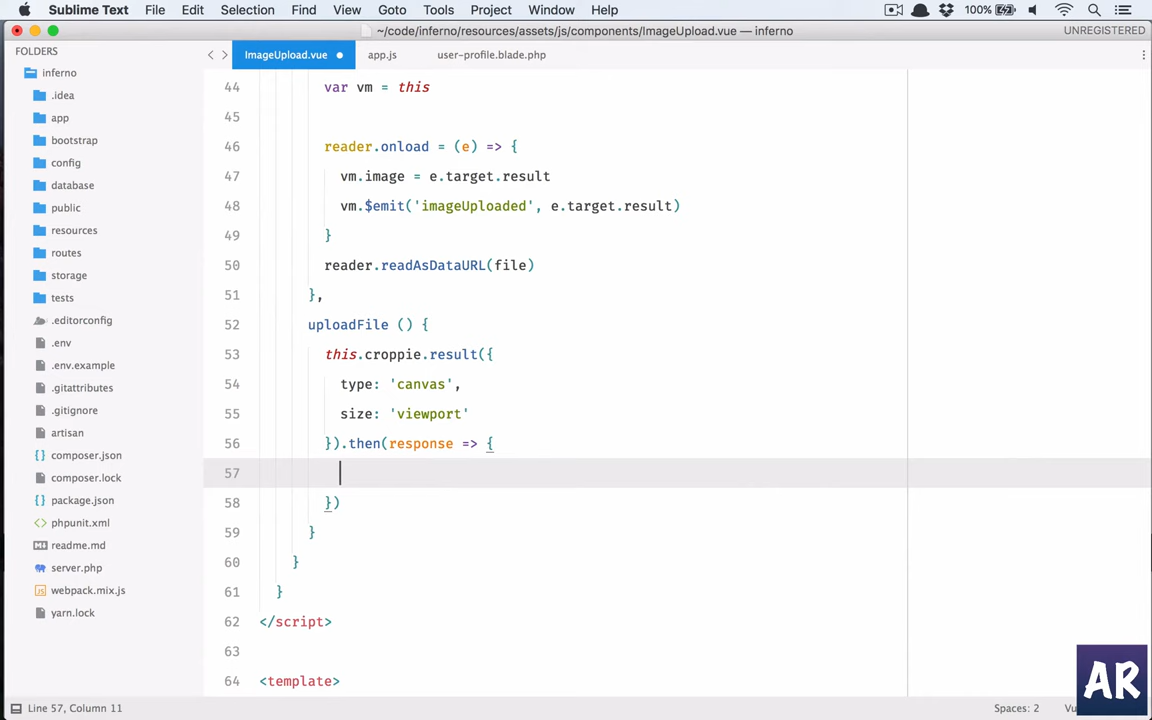 Sublime Text File Edit Selection Find View Goto Tools Project Window Help 100%
~/code/inferno/resources/assets/js/components/ImageUpload.vue — inferno UNREGISTERED
FOLDERS
inferno
.idea
app
bootstrap
config
database
public
resources
routes
storage
tests
.editorconfig
.env
.env.example
.gitattributes
.gitignore
artisan
composer.json
composer.lock
package.json
phpunit.xml
readme.md
server.php
webpack.mix.js
yarn.lock
ImageUpload.vue app.js user-profile.blade.php
44 var vm = this
45
46 reader.onload = (e) => {
47 vm.image = e.target.result
48 vm.$emit('imageUploaded', e.target.result)
49 }
50 reader.readAsDataURL(file)
51 },
52 uploadFile () {
53 this.croppie.result({
54 type: 'canvas',
55 size: 'viewport'
56 }).then(response => {
57
58 })
59 }
60 }
61 }
62 </script>
63
64 <template>
Line 57, Column 11 Spaces: 2
AR